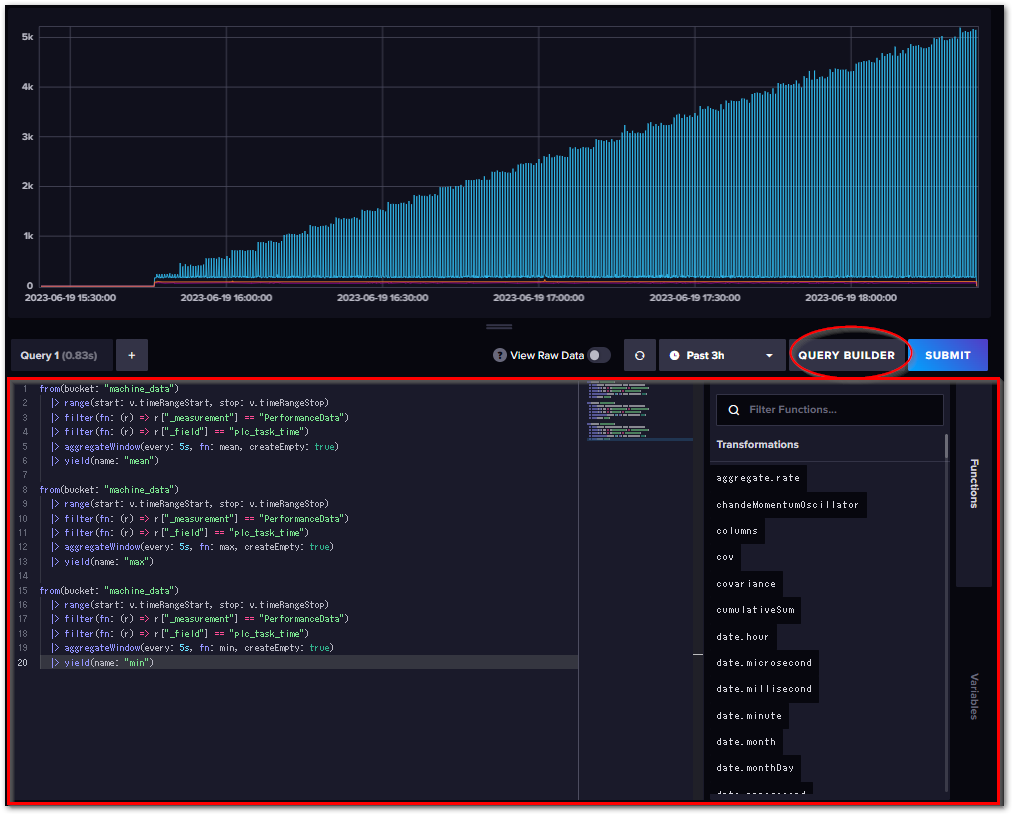 5k
4k
3k
2k
1k
0
2023-06-19 15:30:00
2023-06-19 16:00:00
2023-06-19 16:30:00
2023-06-19 17:00:00
2023-06-19 17:30:00
2023-06-19 18:00:00
Query 1 (0.83s)
+
? View Raw Data
Past 3h
QUERY BUILDER
SUBMIT
1 from(bucket: "machine_data")
2 |> range(start: v.timeRangeStart, stop: v.timeRangeStop)
3 |> filter(fn: (r) => r["_measurement"] == "PerformanceData")
4 |> filter(fn: (r) => r["_field"] == "plc_task_time")
5 |> aggregateWindow(every: 5s, fn: mean, createEmpty: true)
6 |> yield(name: "mean")
7
8 from(bucket: "machine_data")
9 |> range(start: v.timeRangeStart, stop: v.timeRangeStop)
10 |> filter(fn: (r) => r["_measurement"] == "PerformanceData")
11 |> filter(fn: (r) => r["_field"] == "plc_task_time")
12 |> aggregateWindow(every: 5s, fn: max, createEmpty: true)
13 |> yield(name: "max")
14
15 from(bucket: "machine_data")
16 |> range(start: v.timeRangeStart, stop: v.timeRangeStop)
17 |> filter(fn: (r) => r["_measurement"] == "PerformanceData")
18 |> filter(fn: (r) => r["_field"] == "plc_task_time")
19 |> aggregateWindow(every: 5s, fn: min, createEmpty: true)
20 |> yield(name: "min")
Filter Functions...
Transformations
aggregate.rate
chandeMomentumOscillator
columns
cov
covariance
cumulativeSum
date.hour
date.microsecond
date.millisecond
date.minute
date.month
date.monthDay
Functions
Variables